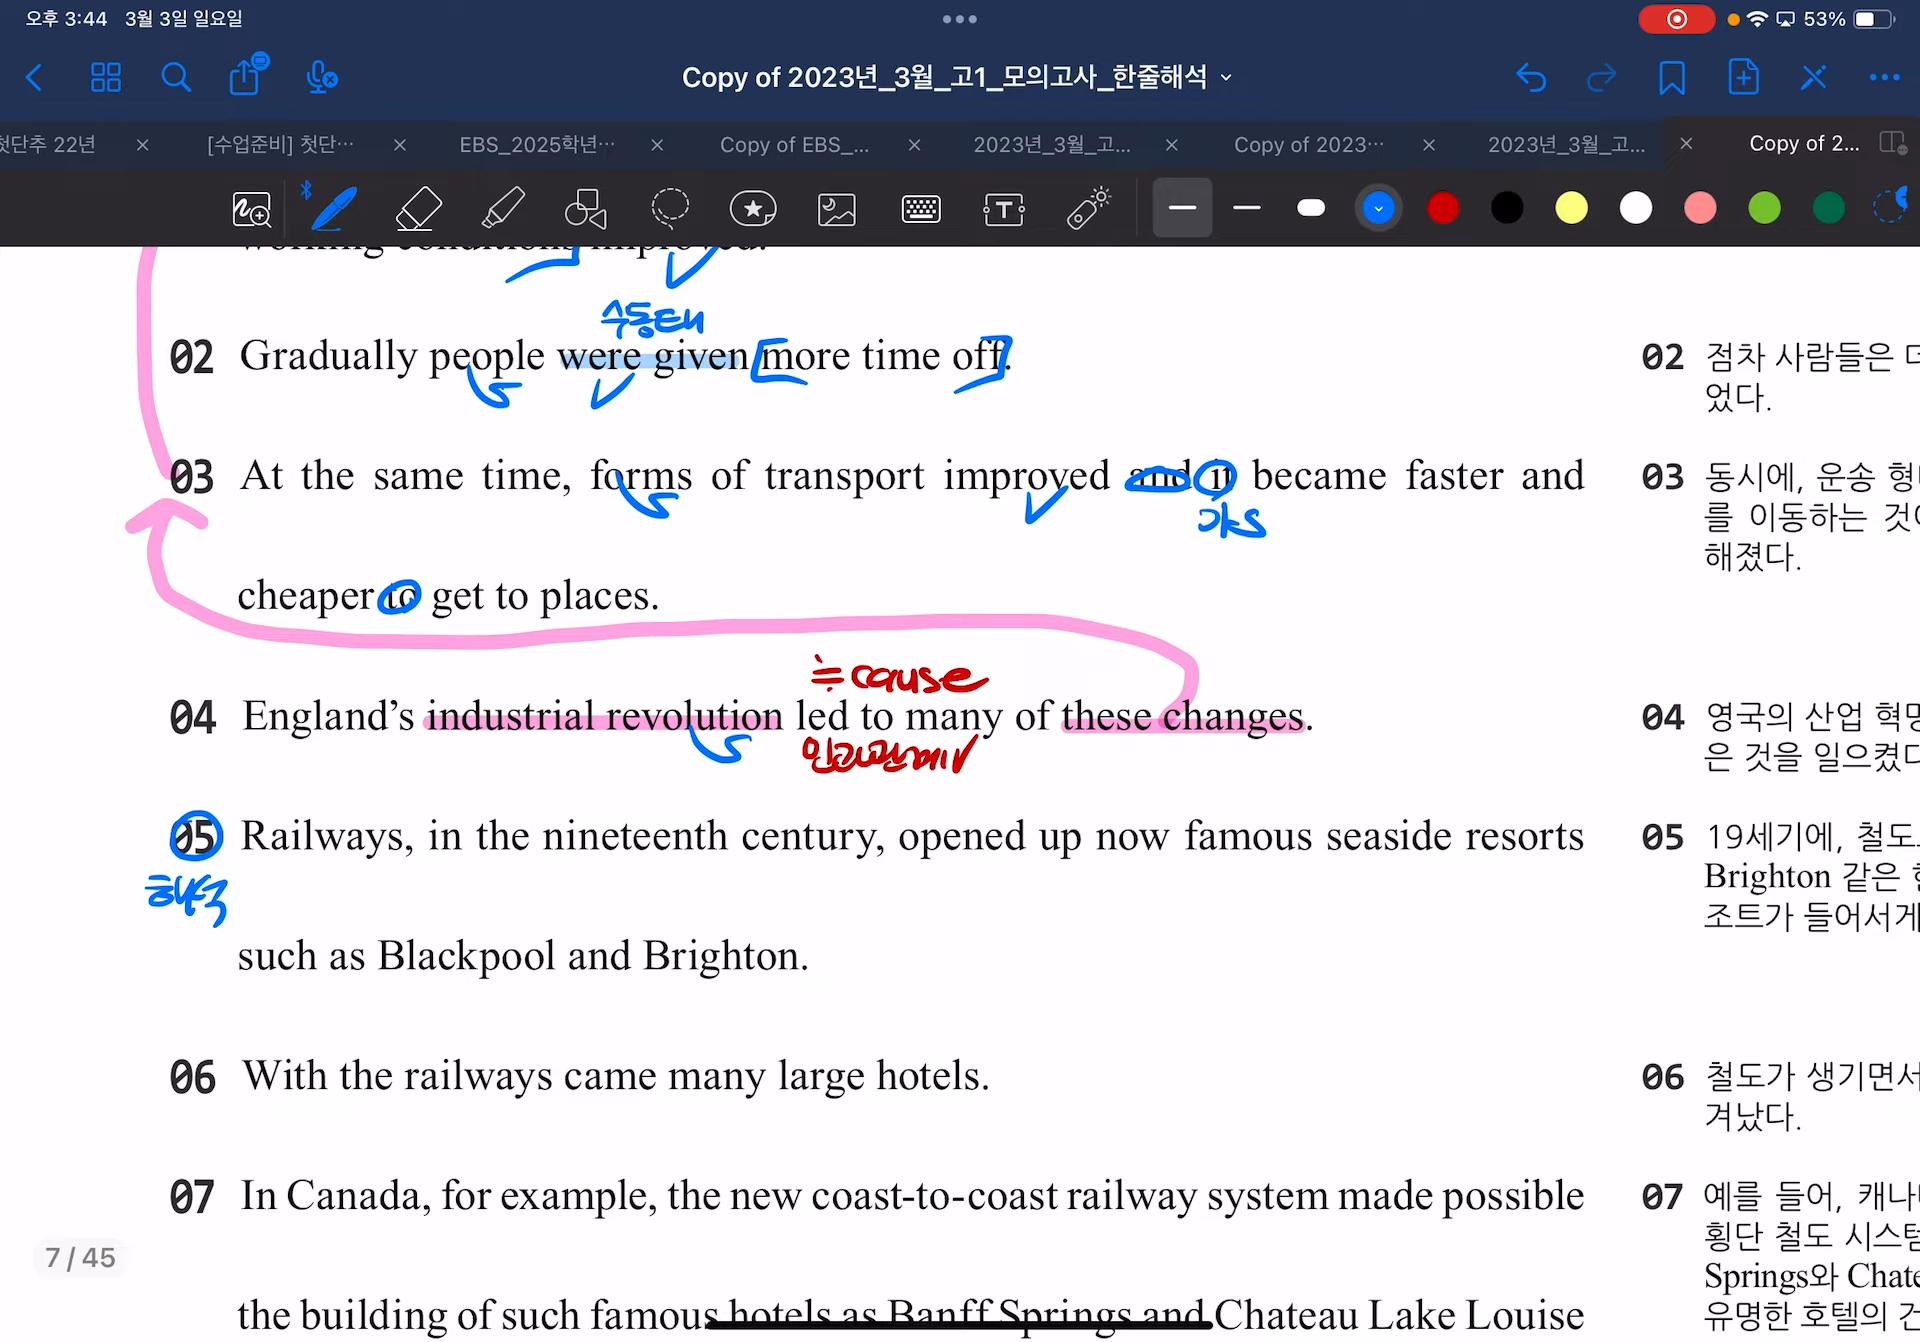 오후 3:44 3월 3일 일요일
53%
Copy of 2023년_3월_고1_모의고사_한줄해석
첫단추 22년
[수업준비] 첫단…
EBS_2025학년…
Copy of EBS_...
2023년_3월_고...
Copy of 2023…
2023년_3월_고...
Copy of 2...
working conditions improved.
수동태
02 Gradually people were given more time off.
02 점차 사람들은 더
었다.
03 At the same time, forms of transport improved and it became faster and
가S
03 동시에, 운송 형
를 이동하는 것이
해졌다.
cheaper to get to places.
≒ cause
04 England's industrial revolution led to many of these changes.
인과관계
04 영국의 산업 혁명
은 것을 일으켰다
05 Railways, in the nineteenth century, opened up now famous seaside resorts
해석
05 19세기에, 철도
Brighton 같은
조트가 들어서게
such as Blackpool and Brighton.
06 With the railways came many large hotels.
06 철도가 생기면서
겨났다.
07 In Canada, for example, the new coast-to-coast railway system made possible
07 예를 들어, 캐나
횡단 철도 시스템
Springs와 Chate
유명한 호텔의 건
7 / 45
the building of such famous hotels as Banff Springs and Chateau Lake Louise